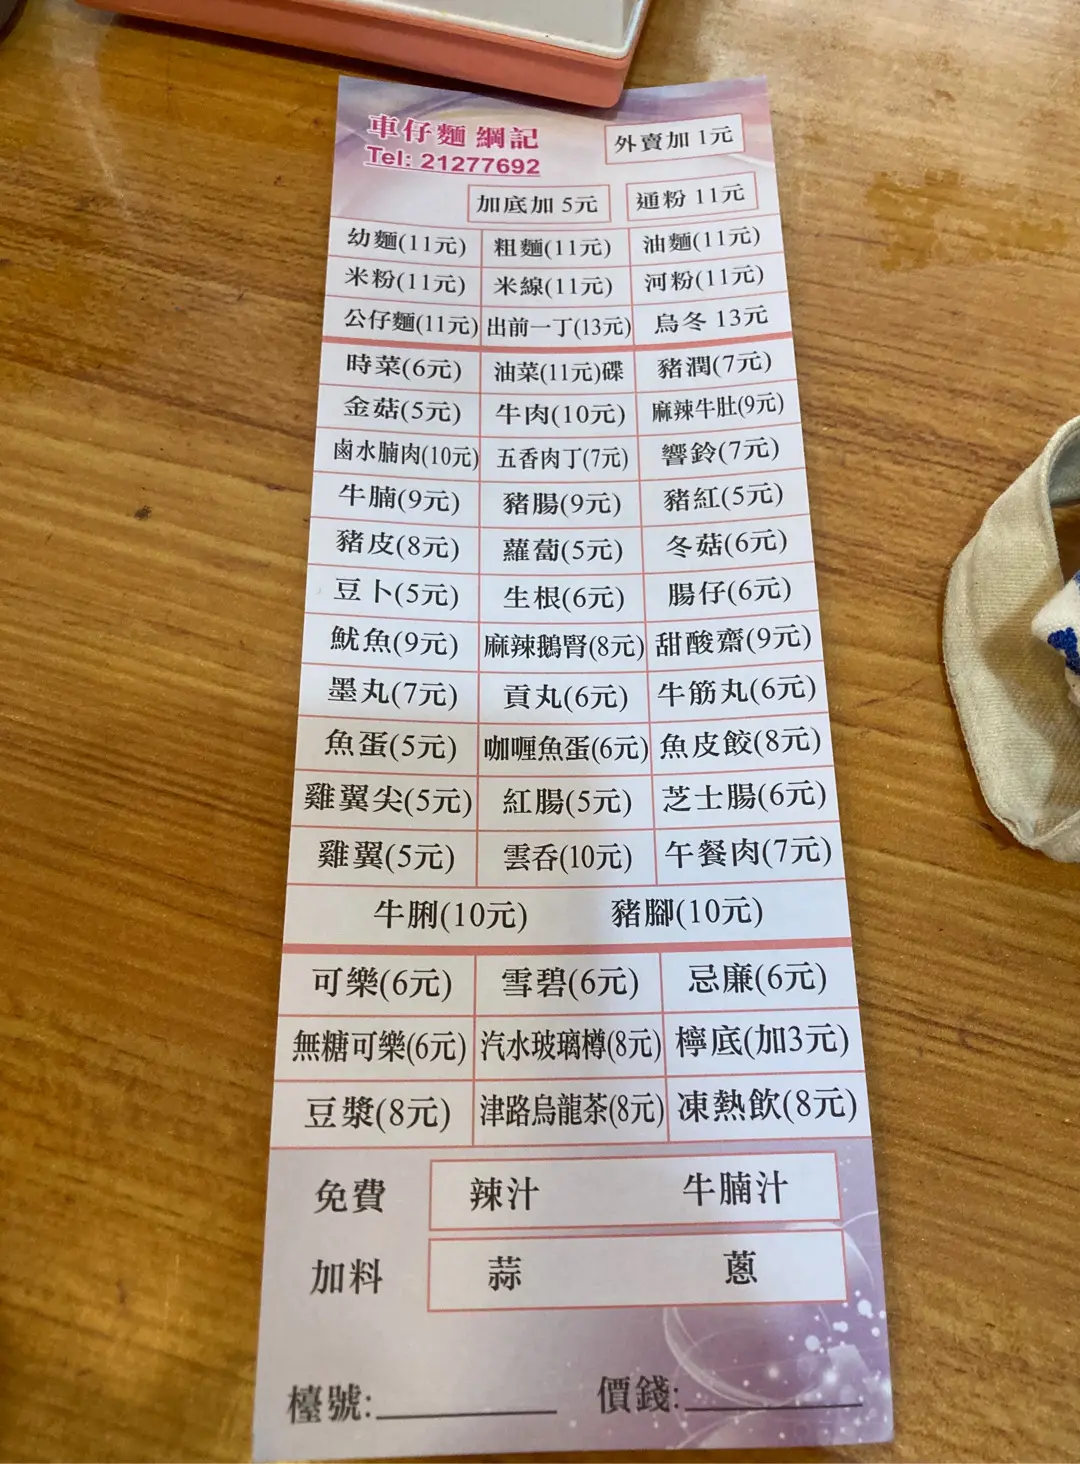 車仔麵 綱記
外賣加 1元
Tel: 21277692
加底加 5元 通粉 11元
幼麵(11元) 粗麵(11元) 油麵(11元)
米粉(11元) 米線(11元) 河粉(11元)
公仔麵(11元) 出前一丁(13元) 烏冬 13元
時菜(6元) 油菜(11元)碟 豬潤(7元)
金菇(5元) 牛肉(10元) 麻辣牛肚(9元)
鹵水腩肉(10元) 五香肉丁(7元) 響鈴(7元)
牛腩(9元) 豬腸(9元) 豬紅(5元)
豬皮(8元) 蘿蔔(5元) 冬菇(6元)
豆卜(5元) 生根(6元) 腸仔(6元)
魷魚(9元) 麻辣鵝腎(8元) 甜酸齋(9元)
墨丸(7元) 貢丸(6元) 牛筋丸(6元)
魚蛋(5元) 咖喱魚蛋(6元) 魚皮餃(8元)
雞翼尖(5元) 紅腸(5元) 芝士腸(6元)
雞翼(5元) 雲吞(10元) 午餐肉(7元)
牛脷(10元) 豬腳(10元)
可樂(6元) 雪碧(6元) 忌廉(6元)
無糖可樂(6元) 汽水玻璃樽(8元) 檸底(加3元)
豆漿(8元) 津路烏龍茶(8元) 凍熱飲(8元)
免費 辣汁 牛腩汁
加料 蒜 蔥
檯號: 價錢: